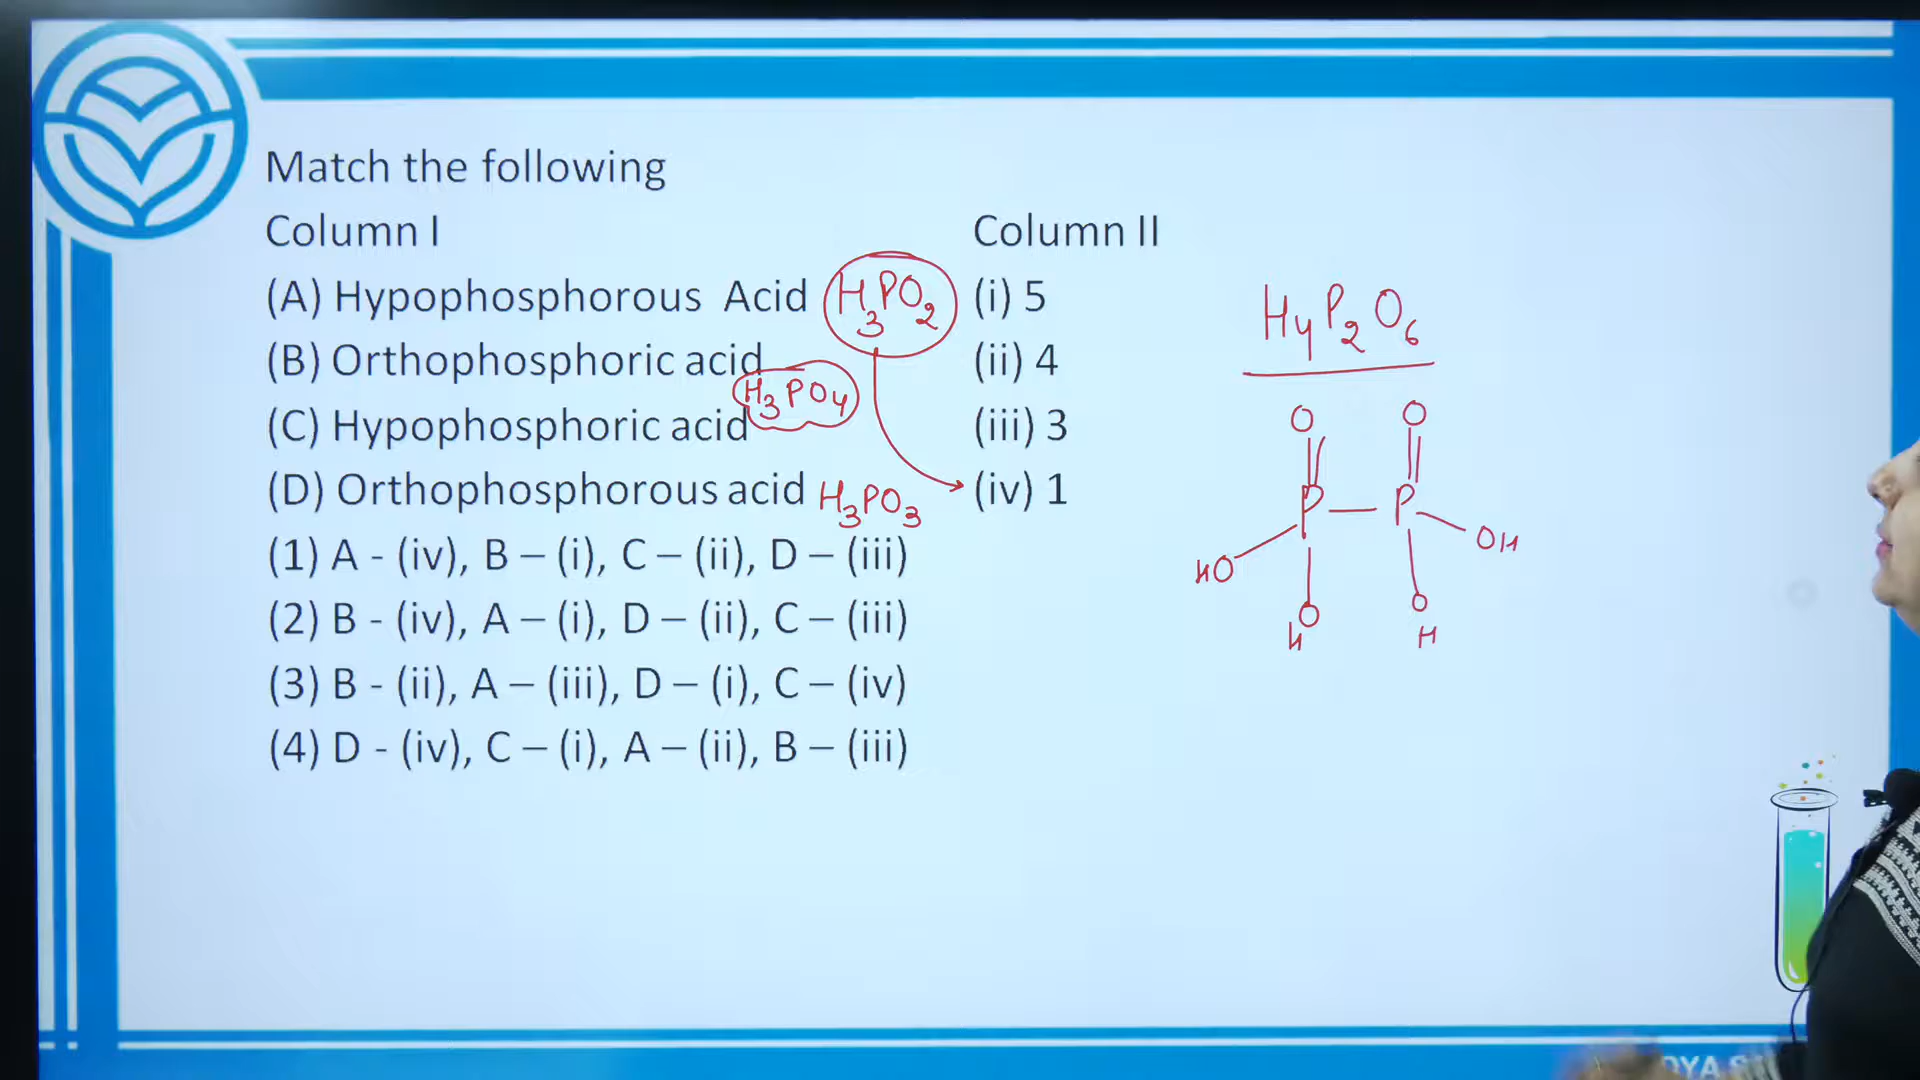 Match the following
Column I Column II
(A) Hypophosphorous Acid H3PO2 (i) 5
(B) Orthophosphoric acid H3PO4 (ii) 4
(C) Hypophosphoric acid (iii) 3
(D) Orthophosphorous acid H3PO3 (iv) 1
(1) A - (iv), B – (i), C – (ii), D – (iii)
(2) B - (iv), A – (i), D – (ii), C – (iii)
(3) B - (ii), A – (iii), D – (i), C – (iv)
(4) D - (iv), C – (i), A – (ii), B – (iii)
H4P2O6
O O
P P
HO OH
O O
H H